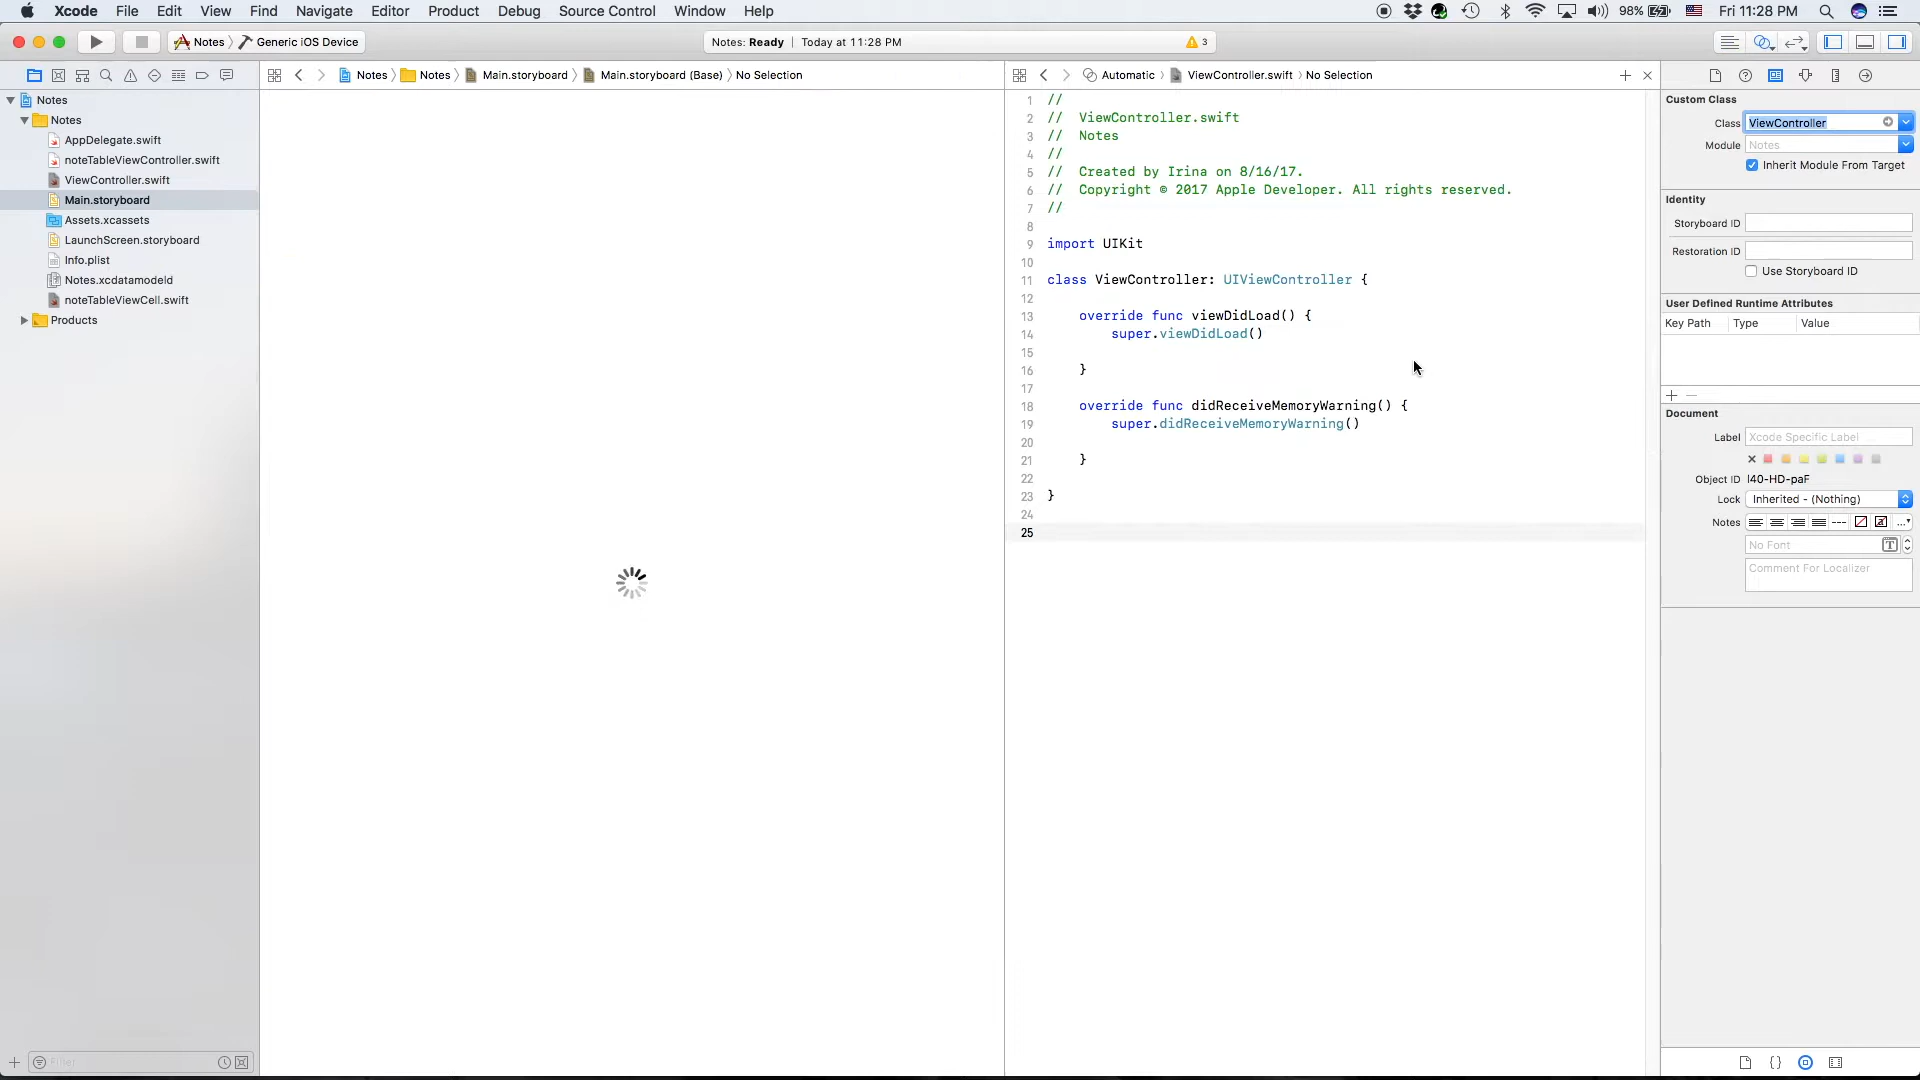 Xcode File Edit View Find Navigate Editor Product Debug Source Control Window Help 98% Fri 11:28 PM
Notes Generic iOS Device
Notes: Ready Today at 11:28 PM 3
Notes Notes Main.storyboard Main.storyboard (Base) No Selection
Automatic ViewController.swift No Selection
Notes
Notes
AppDelegate.swift
noteTableViewController.swift
ViewController.swift
Main.storyboard
Assets.xcassets
LaunchScreen.storyboard
Info.plist
Notes.xcdatamodeld
noteTableViewCell.swift
Products
Filter
1 //
2 // ViewController.swift
3 // Notes
4 //
5 // Created by Irina on 8/16/17.
6 // Copyright © 2017 Apple Developer. All rights reserved.
7 //
8
9 import UIKit
10
11 class ViewController: UIViewController {
12
13 override func viewDidLoad() {
14 super.viewDidLoad()
15
16 }
17
18 override func didReceiveMemoryWarning() {
19 super.didReceiveMemoryWarning()
20
21 }
22
23 }
24
25
Custom Class
Class ViewController
Module Notes
Inherit Module From Target
Identity
Storyboard ID
Restoration ID
Use Storyboard ID
User Defined Runtime Attributes
Key Path Type Value
Document
Label Xcode Specific Label
Object ID I40-HD-paF
Lock Inherited - (Nothing)
Notes
No Font
Comment For Localizer